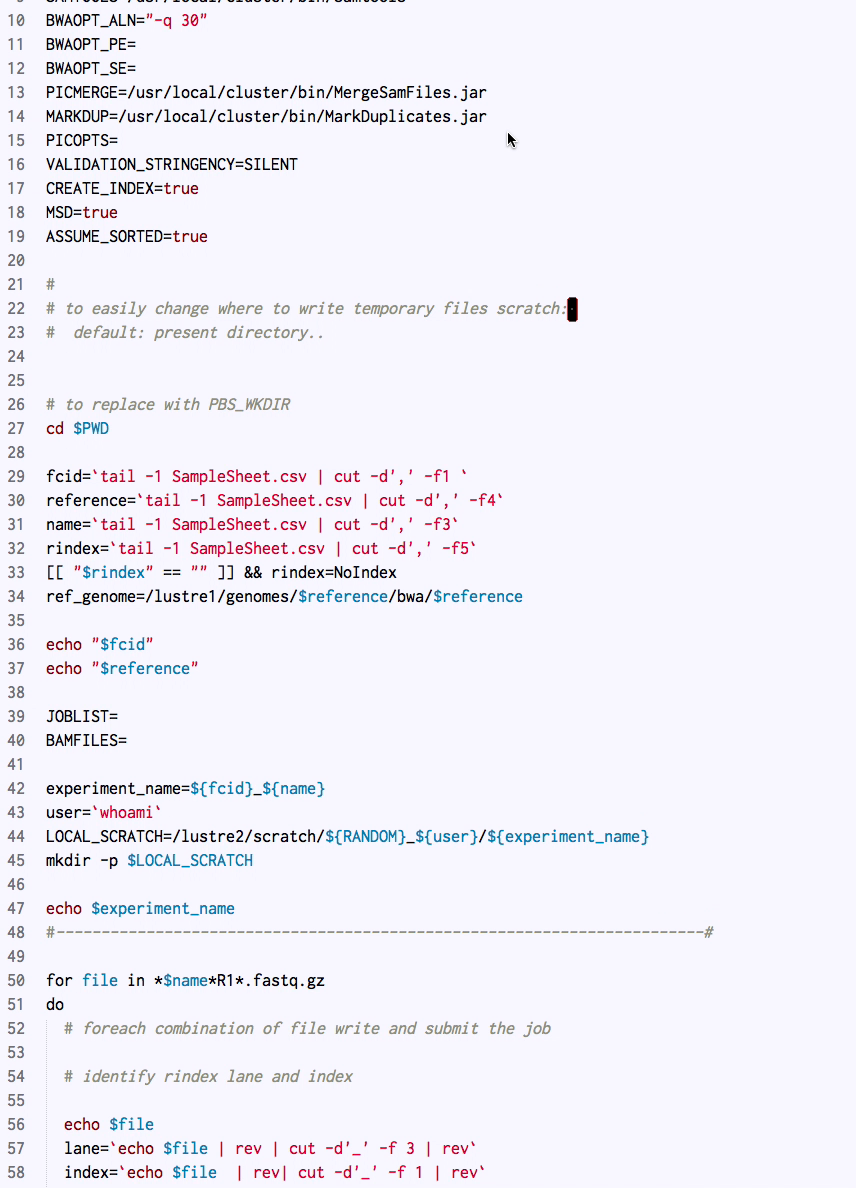 10 BWAOPT_ALN="-q 30"
11 BWAOPT_PE=
12 BWAOPT_SE=
13 PICMERGE=/usr/local/cluster/bin/MergeSamFiles.jar
14 MARKDUP=/usr/local/cluster/bin/MarkDuplicates.jar
15 PICOPTS=
16 VALIDATION_STRINGENCY=SILENT
17 CREATE_INDEX=true
18 MSD=true
19 ASSUME_SORTED=true
20
21 #
22 # to easily change where to write temporary files scratch:
23 #  default: present directory..
24
25
26 # to replace with PBS_WKDIR
27 cd $PWD
28
29 fcid=`tail -1 SampleSheet.csv | cut -d',' -f1 `
30 reference=`tail -1 SampleSheet.csv | cut -d',' -f4`
31 name=`tail -1 SampleSheet.csv | cut -d',' -f3`
32 rindex=`tail -1 SampleSheet.csv | cut -d',' -f5`
33 [[ "$rindex" == "" ]] && rindex=NoIndex
34 ref_genome=/lustre1/genomes/$reference/bwa/$reference
35
36 echo "$fcid"
37 echo "$reference"
38
39 JOBLIST=
40 BAMFILES=
41
42 experiment_name=${fcid}_${name}
43 user=`whoami`
44 LOCAL_SCRATCH=/lustre2/scratch/${RANDOM}_${user}/${experiment_name}
45 mkdir -p $LOCAL_SCRATCH
46
47 echo $experiment_name
48 #------------------------------------------------------------------------#
49
50 for file in *$name*R1*.fastq.gz
51 do
52   # foreach combination of file write and submit the job
53
54   # identify rindex lane and index
55
56   echo $file
57   lane=`echo $file | rev | cut -d'_' -f 3 | rev`
58   index=`echo $file  | rev| cut -d'_' -f 1 | rev`